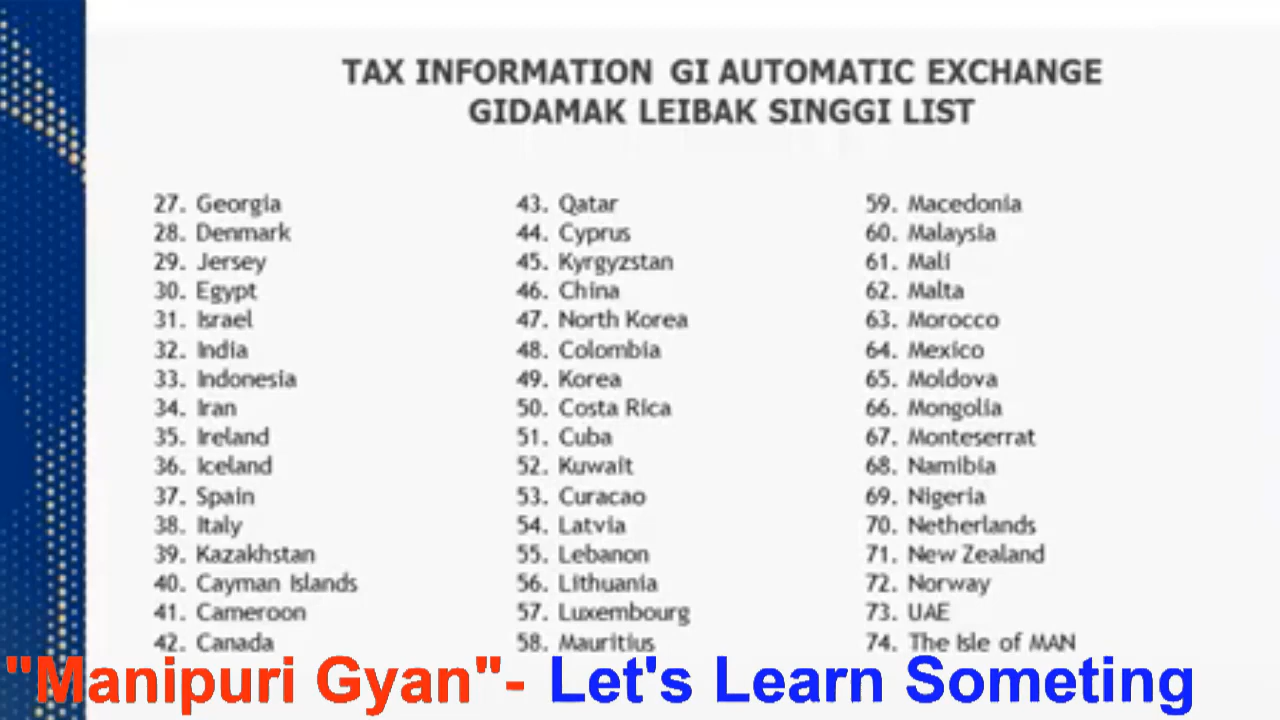 TAX INFORMATION GI AUTOMATIC EXCHANGE
GIDAMAK LEIBAK SINGGI LIST
27. Georgia
28. Denmark
29. Jersey
30. Egypt
31. Israel
32. India
33. Indonesia
34. Iran
35. Ireland
36. Iceland
37. Spain
38. Italy
39. Kazakhstan
40. Cayman Islands
41. Cameroon
42. Canada
43. Qatar
44. Cyprus
45. Kyrgyzstan
46. China
47. North Korea
48. Colombia
49. Korea
50. Costa Rica
51. Cuba
52. Kuwait
53. Curacao
54. Latvia
55. Lebanon
56. Lithuania
57. Luxembourg
58. Mauritius
59. Macedonia
60. Malaysia
61. Mali
62. Malta
63. Morocco
64. Mexico
65. Moldova
66. Mongolia
67. Monteserrat
68. Namibia
69. Nigeria
70. Netherlands
71. New Zealand
72. Norway
73. UAE
74. The Isle of MAN
"Manipuri Gyan"- Let's Learn Someting